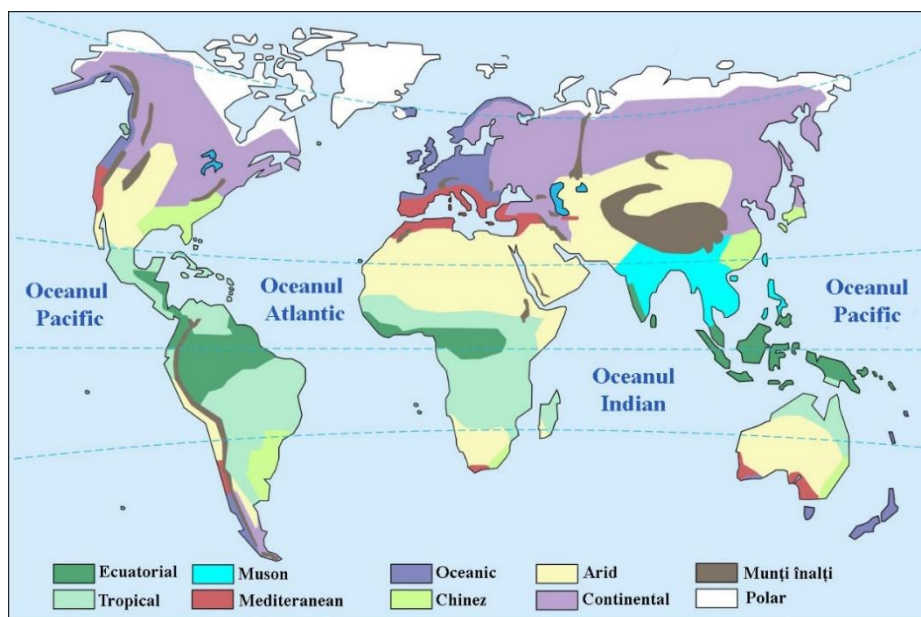 Oceanul
Pacific
Oceanul
Atlantic
Oceanul
Pacific
Oceanul
Indian
Ecuatorial
Muson
Oceanic
Arid
Munți înalți
Tropical
Mediteranean
Chinez
Continental
Polar